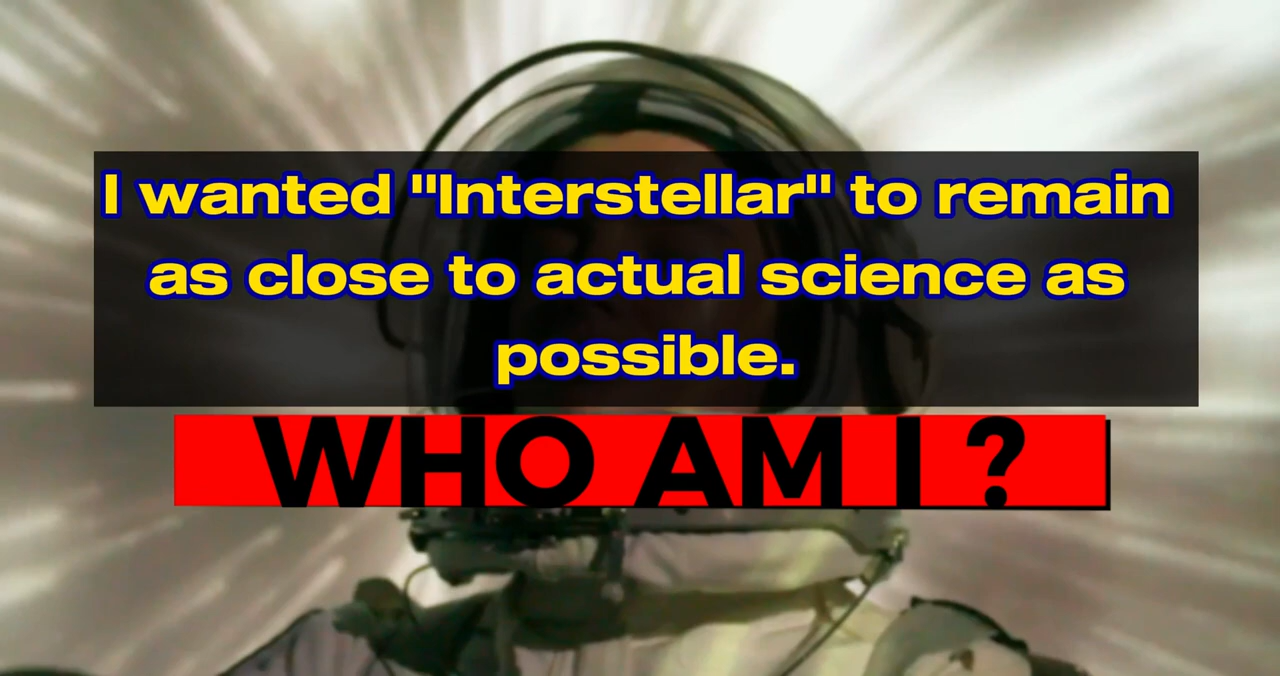 I wanted "Interstellar" to remain
as close to actual science as
possible.
WHO AM I ?